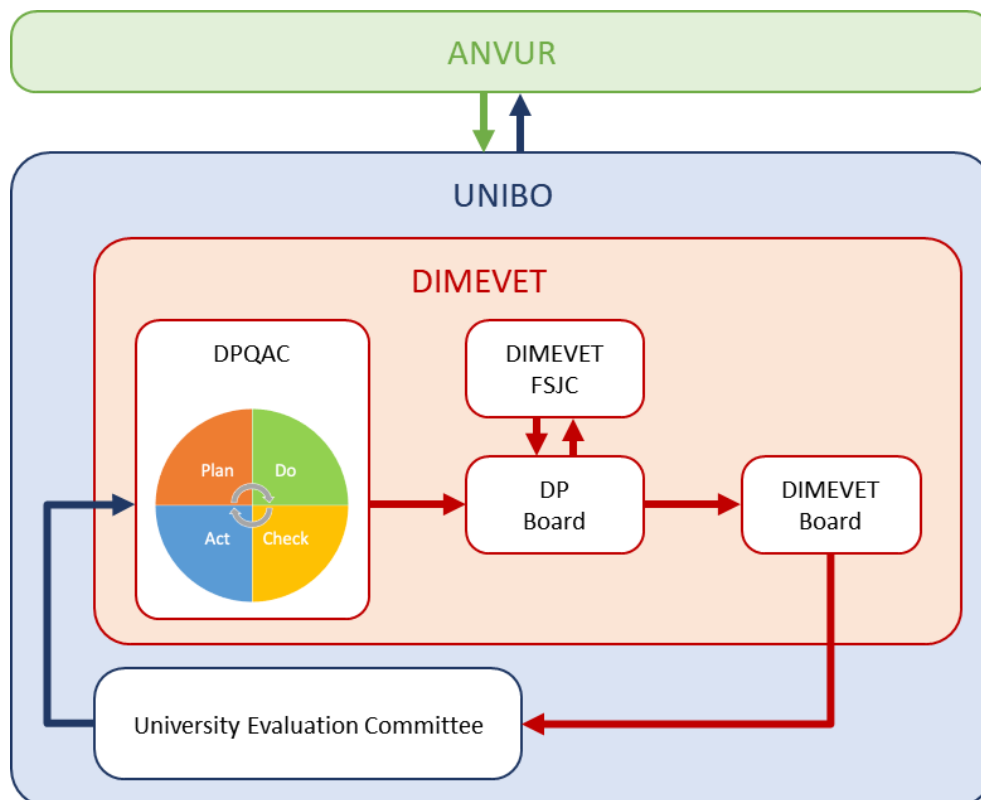 ANVUR
UNIBO
DIMEVET
DPQAC
Plan
Do
Act
Check
DIMEVET
FSJC
DP
Board
DIMEVET
Board
University Evaluation Committee